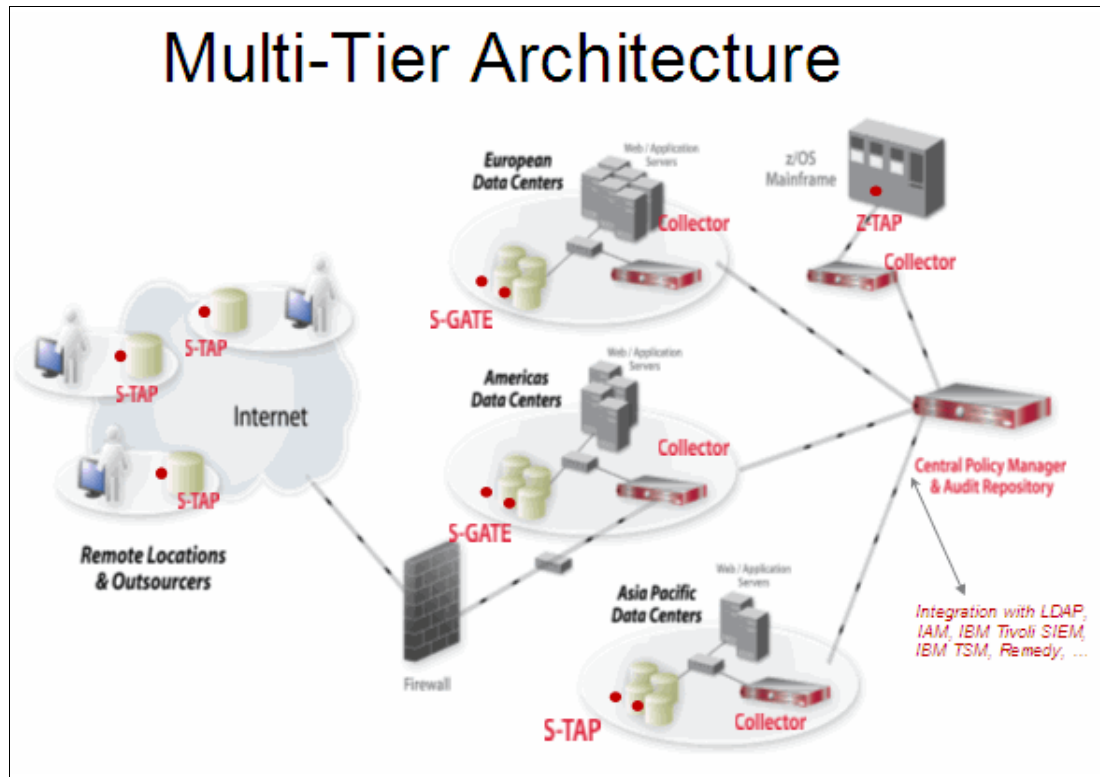 Multi-Tier Architecture
European
Data Centers
Web / Application
Servers
Collector
S-GATE
z/OS
Mainframe
Z-TAP
Collector
S-TAP
S-TAP
Internet
S-TAP
Remote Locations
& Outsourcers
Americas
Data Centers
Web / Application
Servers
Collector
S-GATE
Central Policy Manager
& Audit Repository
Firewall
Asia Pacific
Data Centers
Web / Application
Servers
S-TAP
Collector
Integration with LDAP,
IAM, IBM Tivoli SIEM,
IBM TSM, Remedy, ...